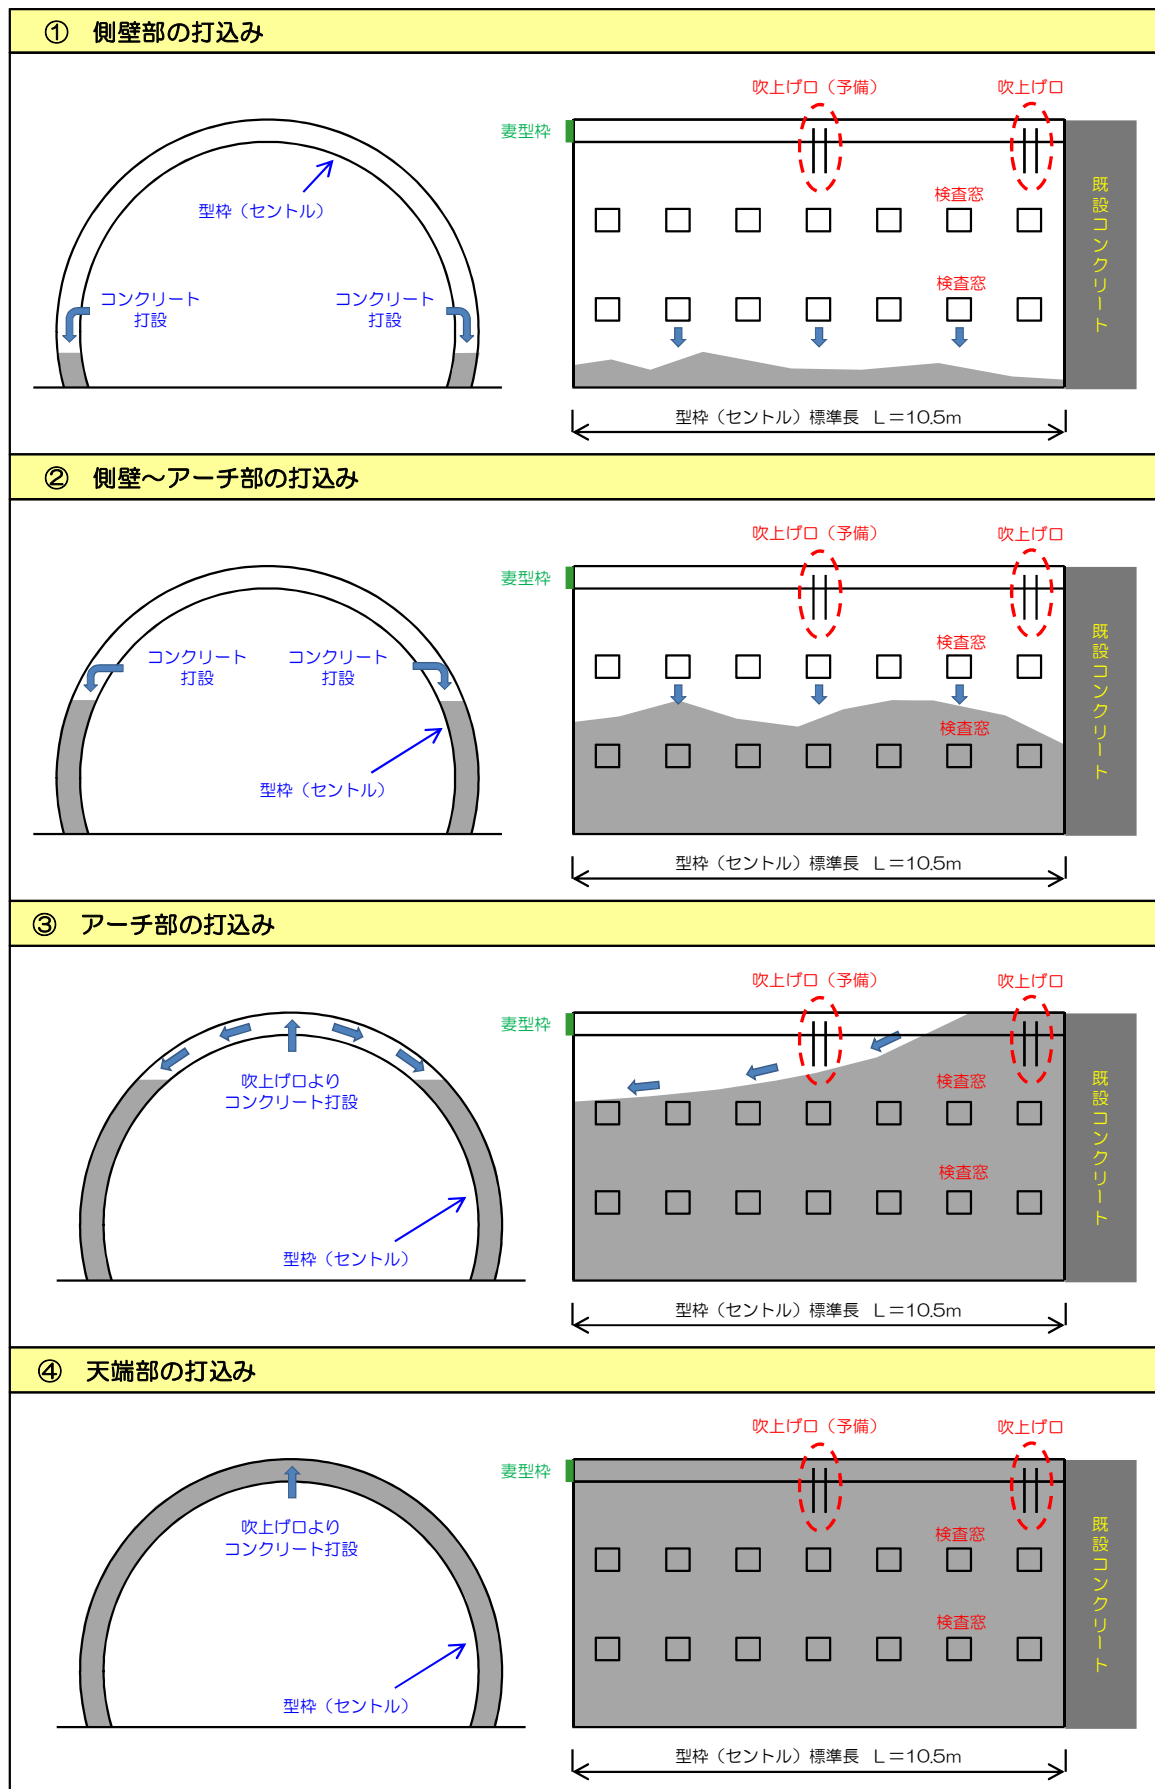 ① 側壁部の打込み
吹上げ口（予備）
吹上げ口
妻型枠
型枠（セントル）
検査窓
既設コンクリート
コンクリート
打設
コンクリート
打設
検査窓
型枠（セントル）標準長 L＝10.5m
② 側壁～アーチ部の打込み
吹上げ口（予備）
吹上げ口
妻型枠
コンクリート
打設
コンクリート
打設
検査窓
既設コンクリート
検査窓
型枠（セントル）
型枠（セントル）標準長 L＝10.5m
③ アーチ部の打込み
吹上げ口（予備）
吹上げ口
妻型枠
吹上げ口より
コンクリート打設
検査窓
既設コンクリート
検査窓
型枠（セントル）
型枠（セントル）標準長 L＝10.5m
④ 天端部の打込み
吹上げ口（予備）
吹上げ口
妻型枠
吹上げ口より
コンクリート打設
検査窓
既設コンクリート
検査窓
型枠（セントル）
型枠（セントル）標準長 L＝10.5m